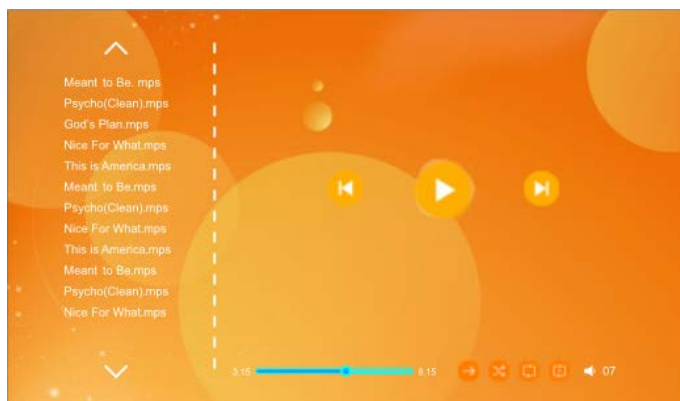 Meant to Be. mps
Psycho(Clean).mps
God's Plan.mps
Nice For What.mps
This is America.mps
Meant to Be.mps
Psycho(Clean).mps
Nice For What.mps
This is America.mps
Meant to Be.mps
Psycho(Clean).mps
Nice For What.mps
3:15 8:15 07